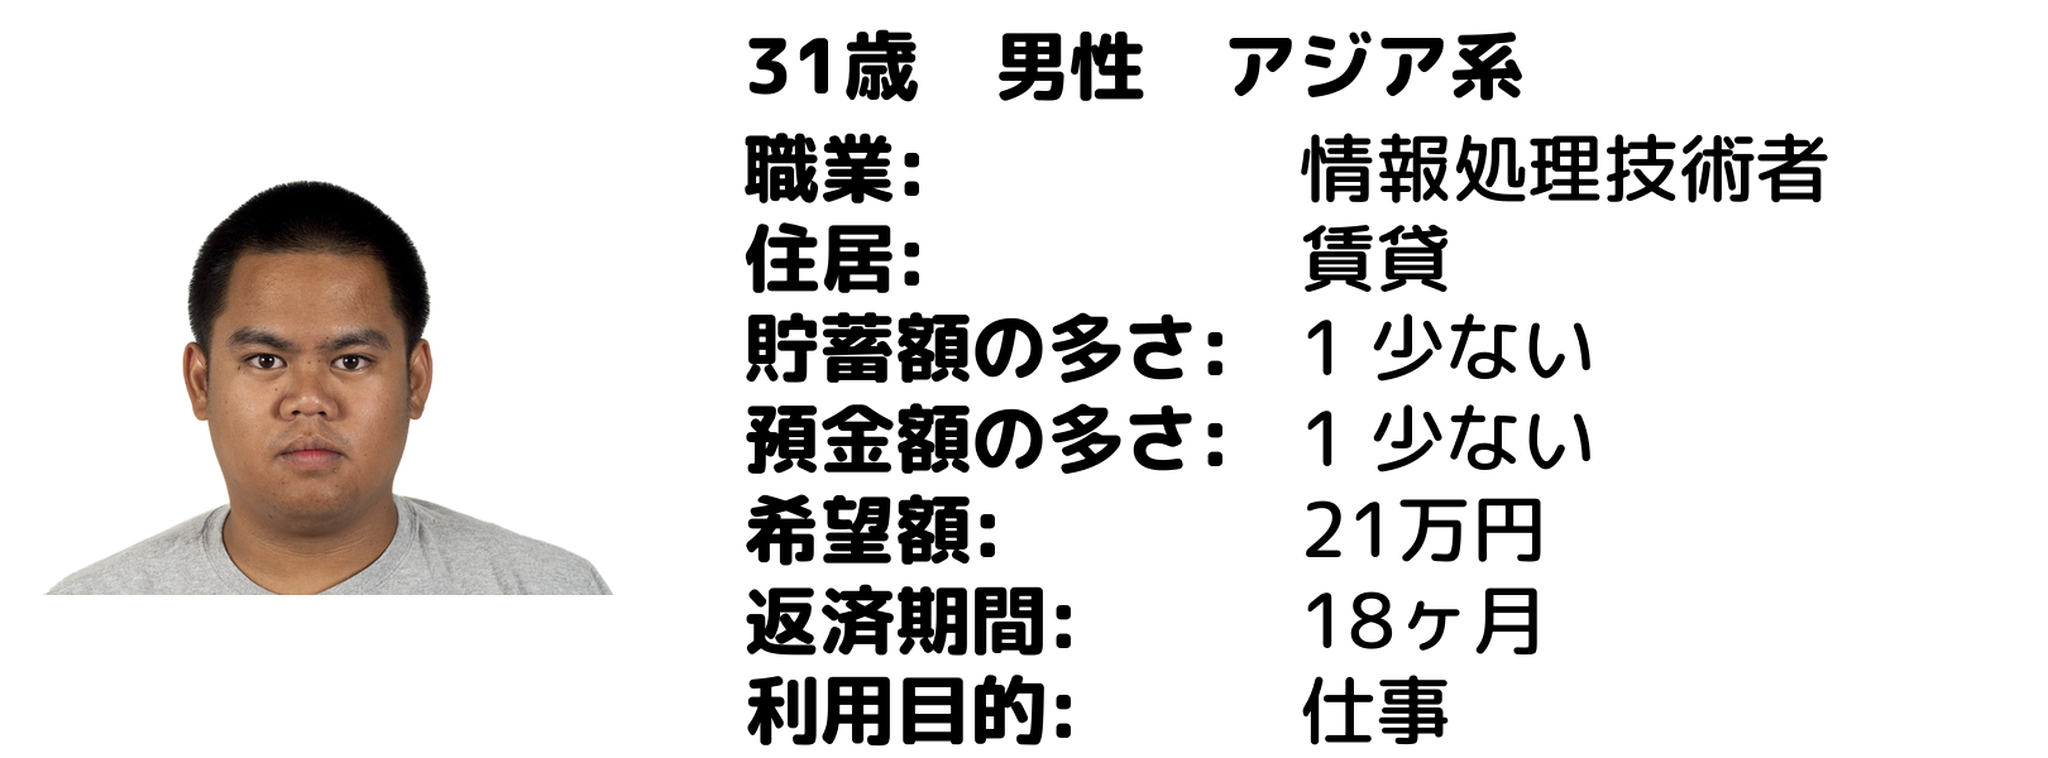 31歳　男性　アジア系
職業: 情報処理技術者
住居: 賃貸
貯蓄額の多さ: 1 少ない
預金額の多さ: 1 少ない
希望額: 21万円
返済期間: 18ヶ月
利用目的: 仕事